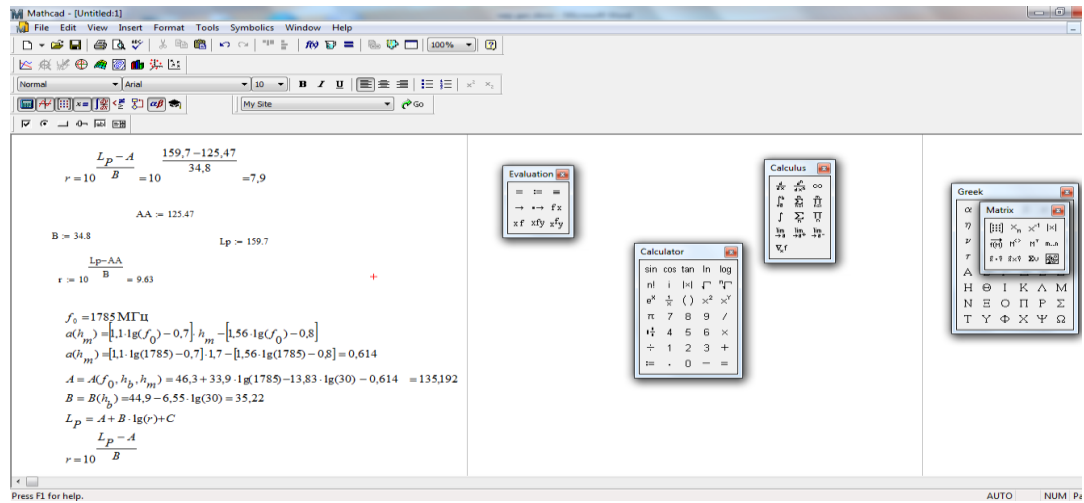 Mathcad - [Untitled:1]
File Edit View Insert Format Tools Symbolics Window Help
100%
Normal Arial 10 B I U
My Site Go
r = 10^((L_P − A)/B) = 10^((159,7 − 125,47)/34,8) = 7,9
AA := 125.47
B := 34.8 Lp := 159.7
r := 10^((Lp−AA)/B) = 9.63
f_0 = 1785 МГц
a(h_m) = [1,1·lg(f_0) − 0,7]· h_m − [1,56·lg(f_0) − 0,8]
a(h_m) = [1,1·lg(1785) − 0,7]·1,7 − [1,56·lg(1785) − 0,8] = 0,614
A = A(f_0, h_b, h_m) = 46,3 + 33,9·lg(1785) − 13,83·lg(30) − 0,614 = 135,192
B = B(h_b) = 44,9 − 6,55·lg(30) = 35,22
L_P = A + B·lg(r) + C
r = 10^((L_P − A)/B)
Evaluation
= := ≡
→ •→ f x
x f xfy x^f y
Calculator
sin cos tan ln log
n! i |×| √ ⁿ√
e^x 1/x ( ) ×² ×^Y
π 7 8 9 /
4 5 6 ×
÷ 1 2 3 +
:= . 0 − =
Calculus
Greek
α
η
ν
τ
Matrix
Α
Η Θ Ι Κ Λ Μ
Ν Ξ Ο Π Ρ Σ
Τ Υ Φ Χ Ψ Ω
Press F1 for help. AUTO NUM